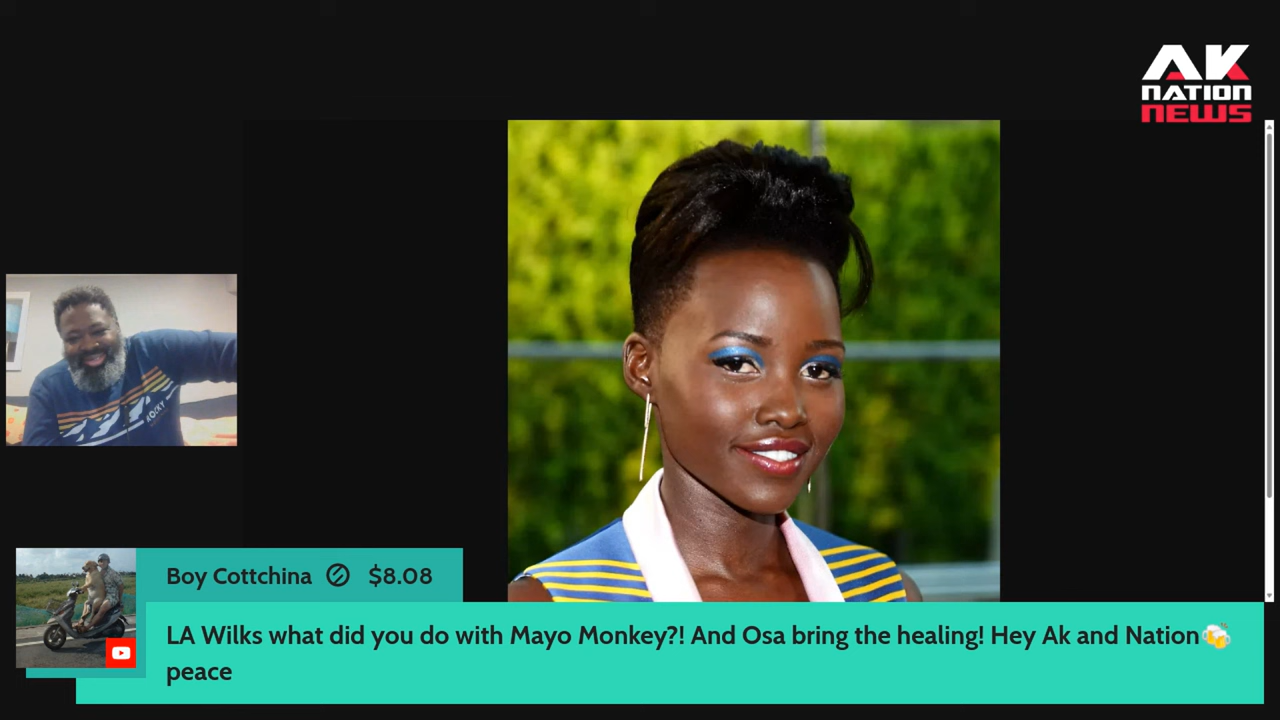 AK
NATION
NEWS
ROCKY
Boy Cottchina $8.08
LA Wilks what did you do with Mayo Monkey?! And Osa bring the healing! Hey Ak and Nation🍻
peace